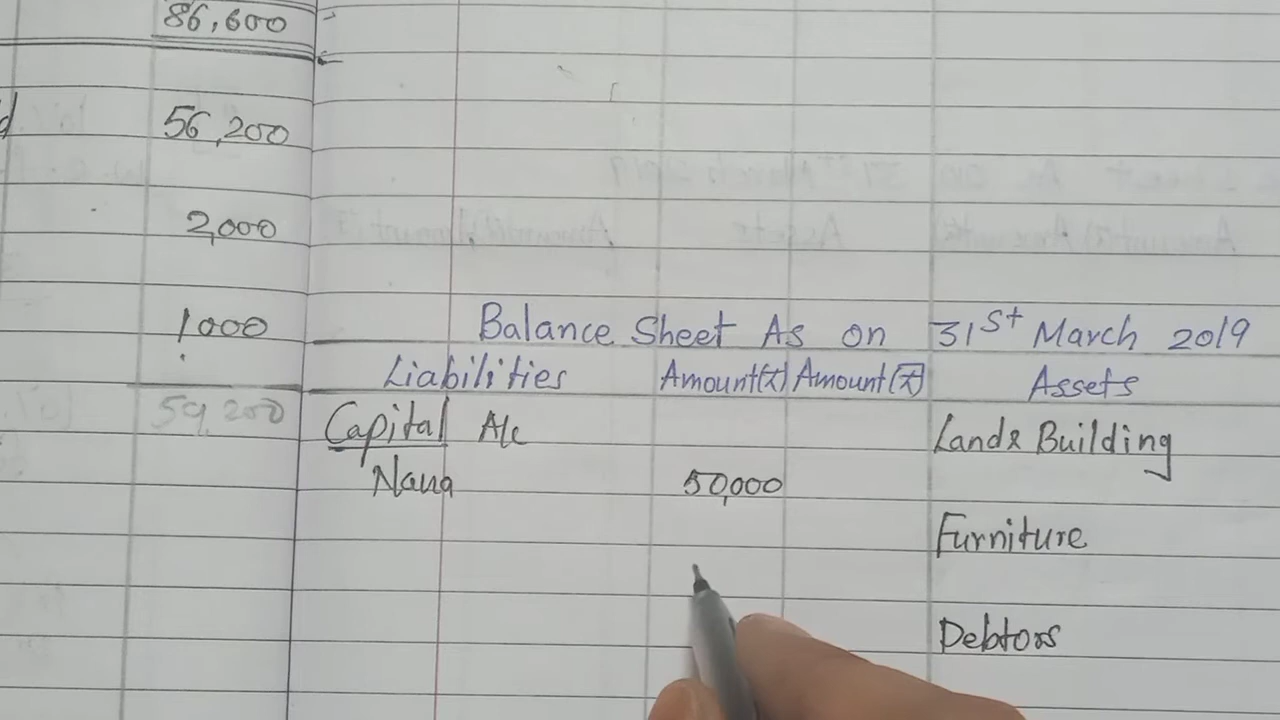 86,600
56,200
2,000
1000
59,200
Balance Sheet As on 31st March 2019
Liabilities Amount(₹) Amount(₹) Assets
Capital A/c Land & Building
50,000
Furniture
Debtors